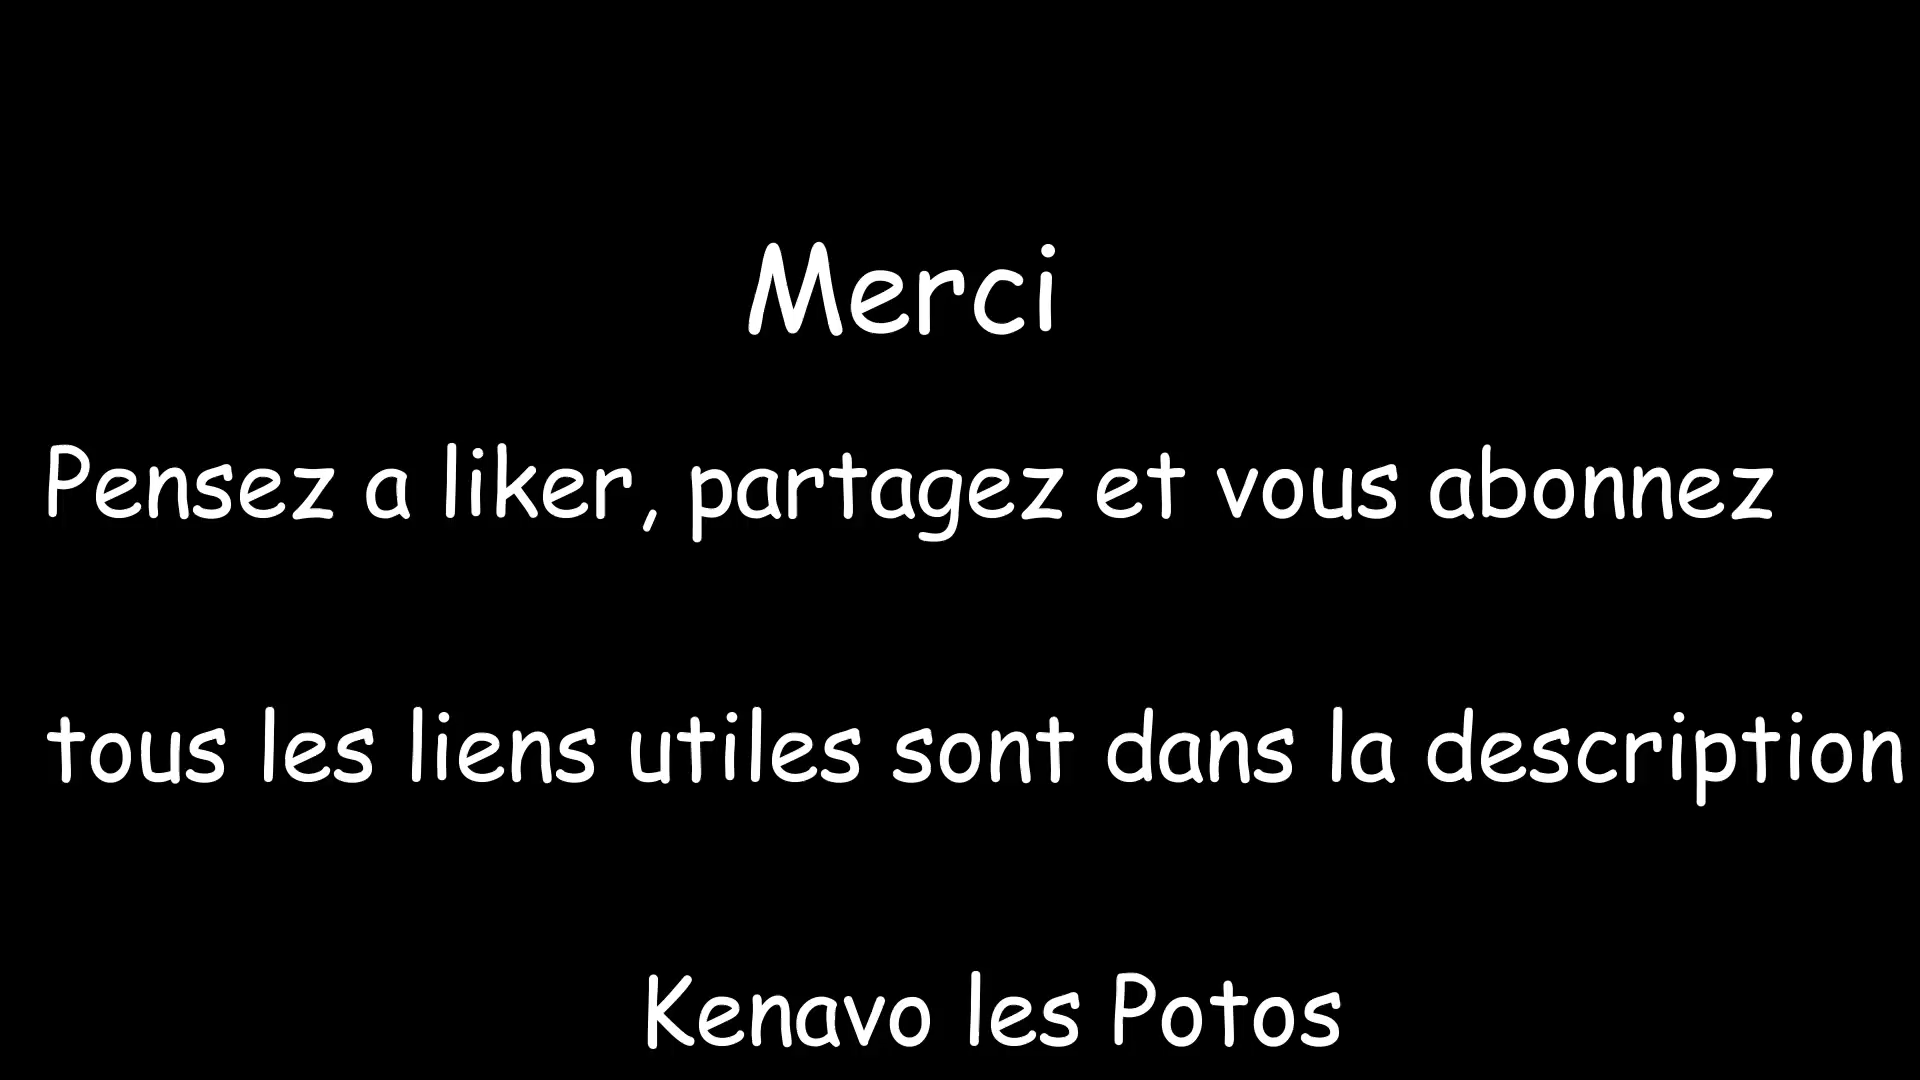 Merci
Pensez a liker, partagez et vous abonnez
tous les liens utiles sont dans la description
Kenavo les Potos